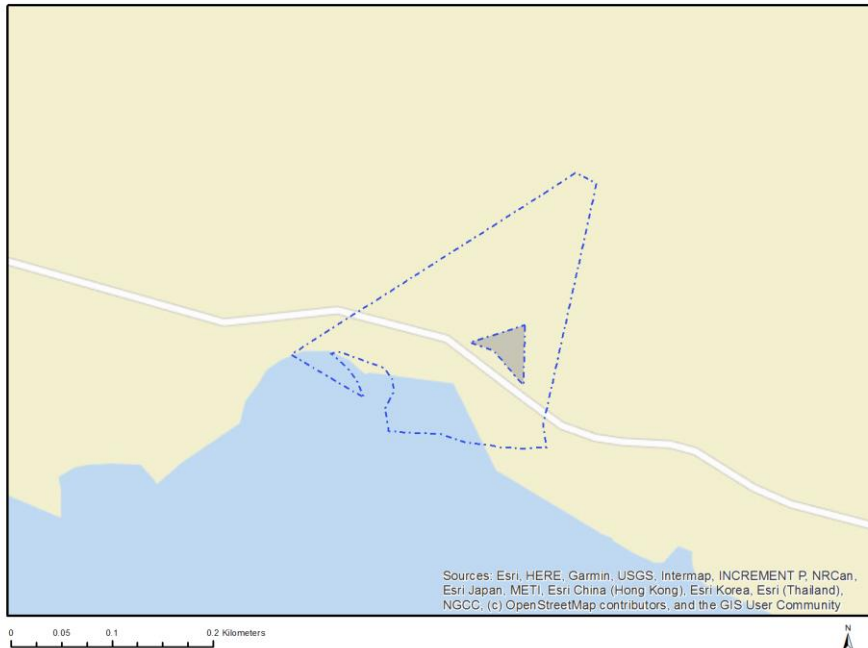 Sources: Esri, HERE, Garmin, USGS, Intermap, INCREMENT P, NRCan,
Esri Japan, METI, Esri China (Hong Kong), Esri Korea, Esri (Thailand),
NGCC, (c) OpenStreetMap contributors, and the GIS User Community
0 0.05 0.1 0.2 Kilometers
N